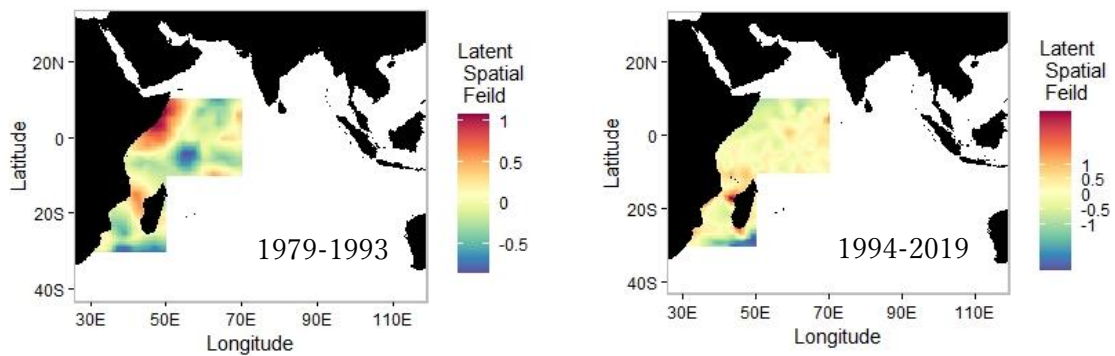 20N
0
20S
40S
Latitude
30E 50E 70E 90E 110E
Longitude
1979-1993
Latent
Spatial
Feild
1
0.5
0
-0.5
20N
0
20S
40S
Latitude
30E 50E 70E 90E 110E
Longitude
1994-2019
Latent
Spatial
Feild
1
0.5
0
-0.5
-1